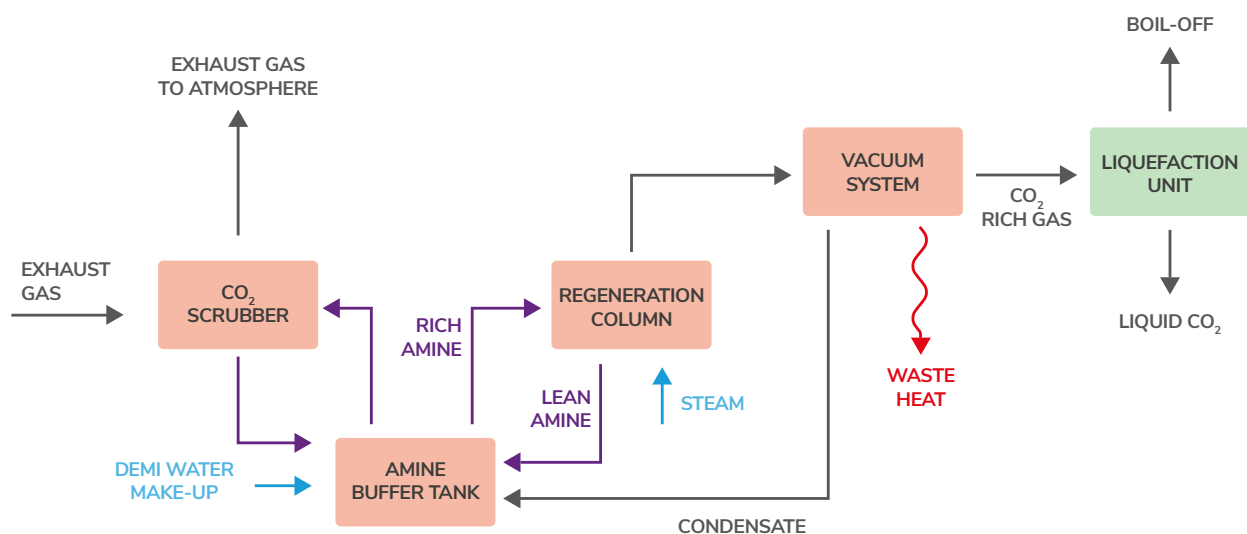 BOIL-OFF
EXHAUST GAS
TO ATMOSPHERE
VACUUM
SYSTEM
LIQUEFACTION
UNIT
CO₂
RICH GAS
EXHAUST
GAS
CO₂
SCRUBBER
REGENERATION
COLUMN
RICH
AMINE
LIQUID CO₂
WASTE
HEAT
LEAN
AMINE
STEAM
DEMI WATER
MAKE-UP
AMINE
BUFFER TANK
CONDENSATE